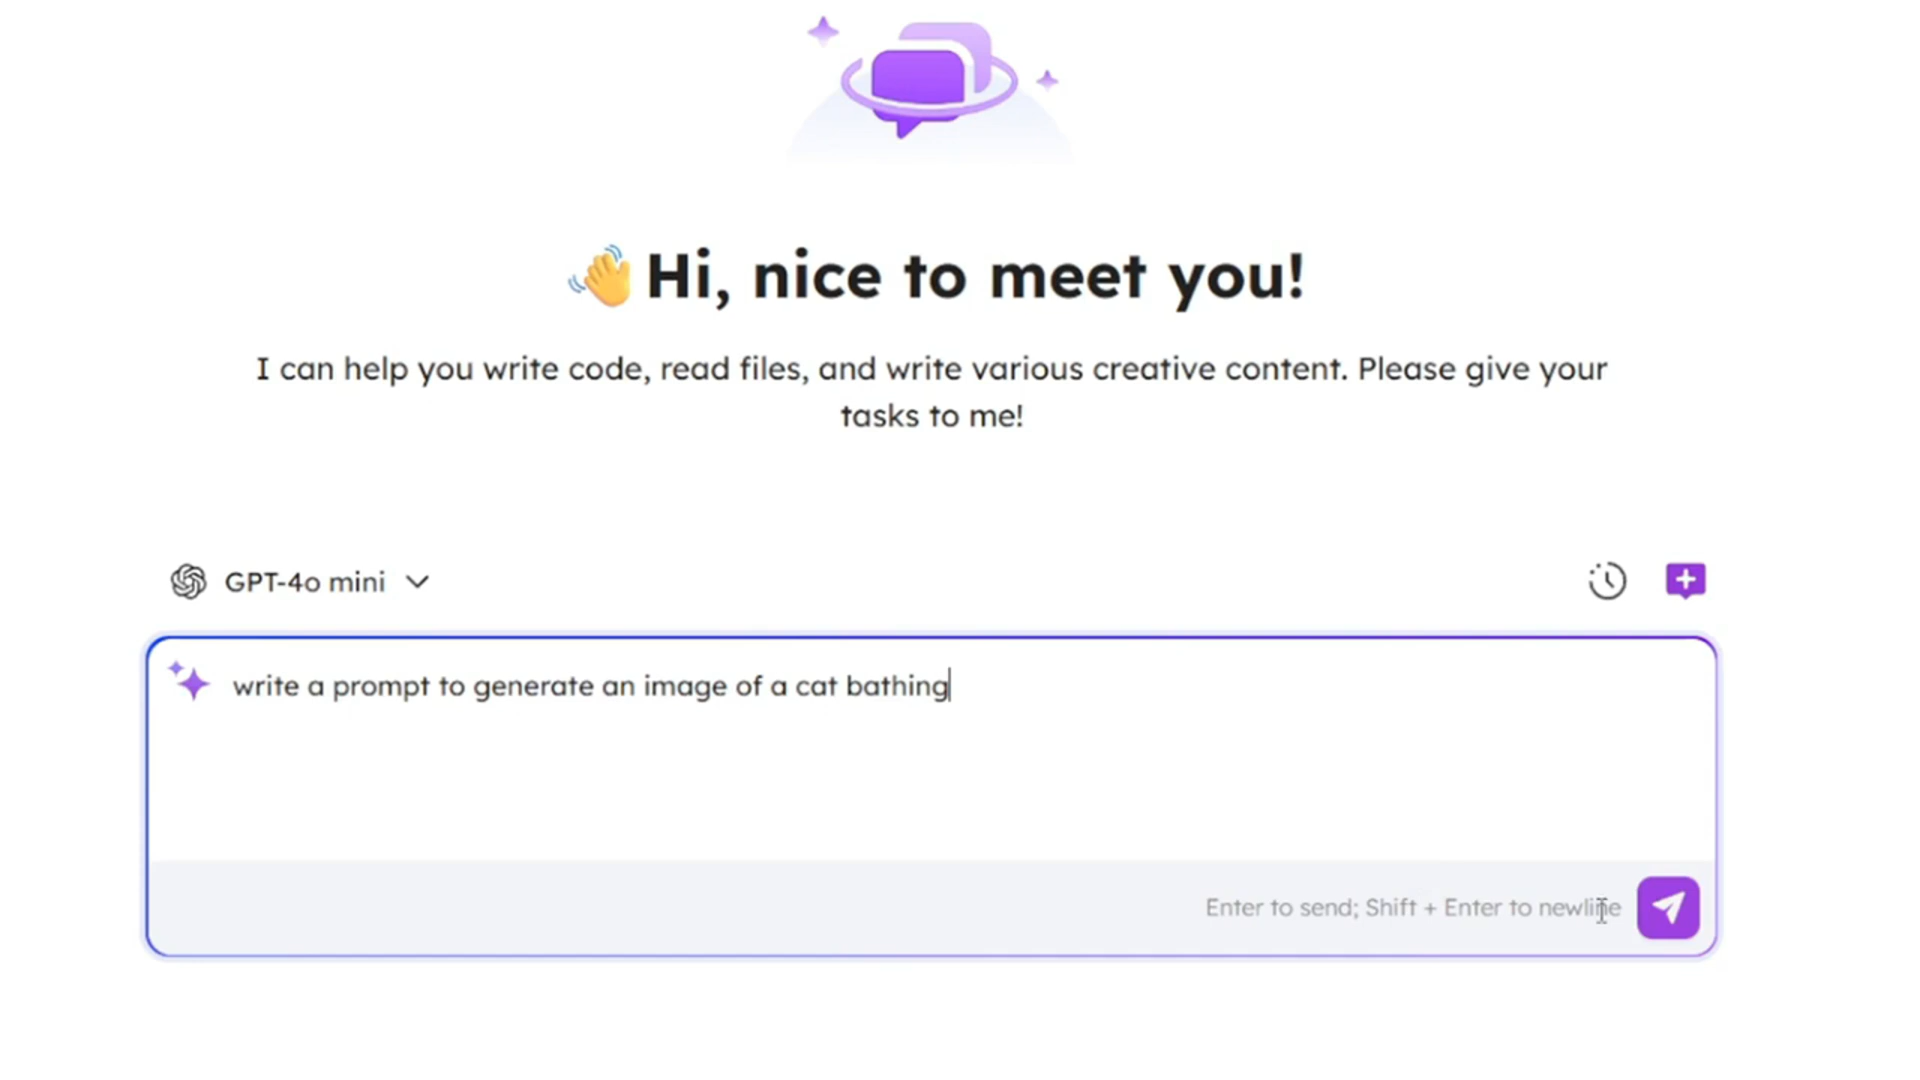 Hi, nice to meet you!
I can help you write code, read files, and write various creative content. Please give your
tasks to me!
GPT-4o mini
write a prompt to generate an image of a cat bathing
Enter to send; Shift + Enter to newline